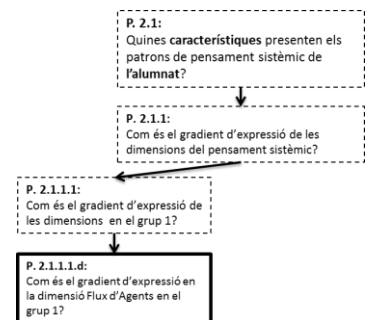 P. 2.1:
Quines característiques presenten els
patrons de pensament sistèmic de
l’alumnat?
P. 2.1.1:
Com és el gradient d’expressió de les
dimensions del pensament sistèmic?
P. 2.1.1.1:
Com és el gradient d’expressió de
les dimensions en el grup 1?
P. 2.1.1.1.d:
Com és el gradient d’expressió en
la dimensió Flux d’Agents en el
grup 1?